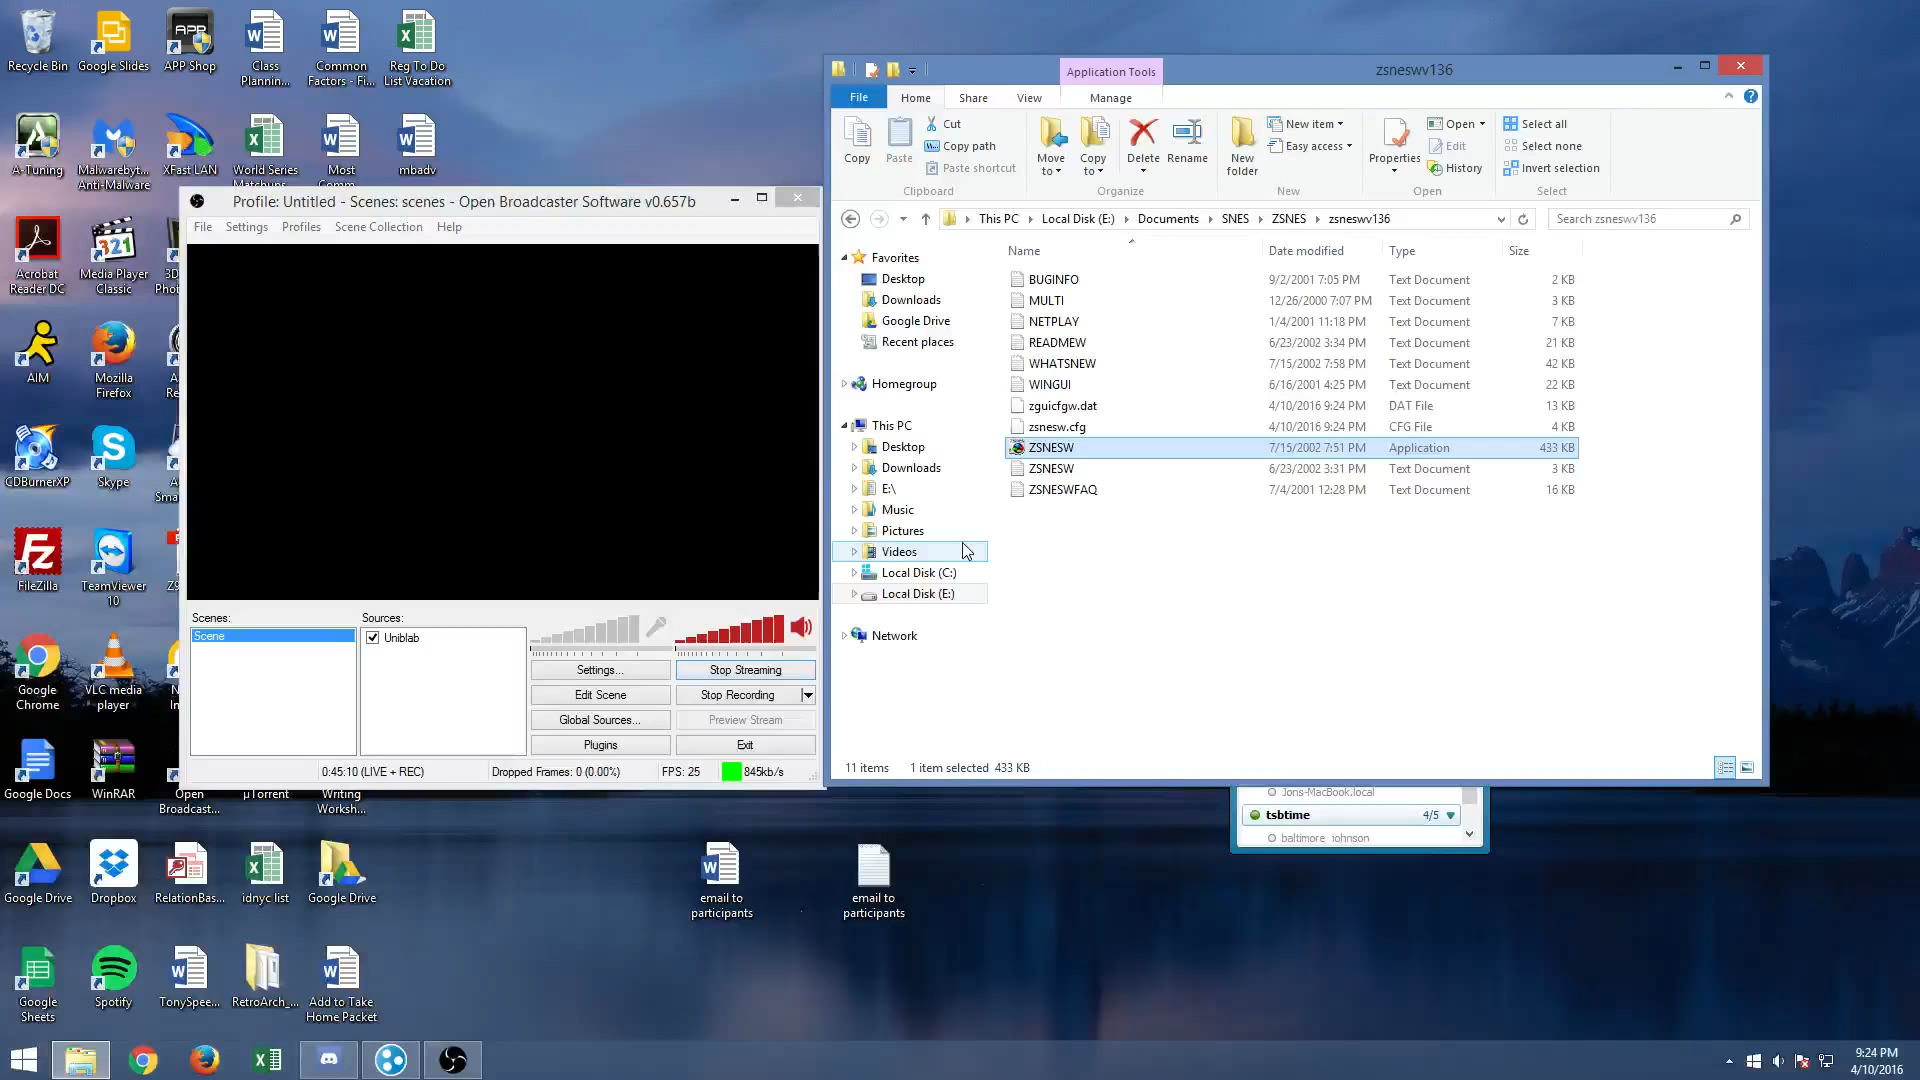 Recycle Bin
Google Slides
APP Shop
Class
Plannin...
Common
Factors - Fi...
Reg To Do
List Vacation
A-Tuning
Malwarebyt...
Anti-Malware
XFast LAN
World Series
Matchups
Most
Comm
mbadv
Acrobat
Reader DC
Media Player
Classic
3D
Phot
AIM
Mozilla
Firefox
A
Re
CDBurnerXP
Skype
A
Sma
FileZilla
TeamViewer
10
ZS
Google
Chrome
VLC media
player
N
In
Google Docs
WinRAR
Open
Broadcast...
µTorrent
Writing
Worksh...
Google Drive
Dropbox
RelationBas...
idnyc list
Google Drive
Google
Sheets
Spotify
TonySpee...
RetroArch_...
Add to Take
Home Packet
email to
participants
email to
participants
Profile: Untitled - Scenes: scenes - Open Broadcaster Software v0.657b
File Settings Profiles Scene Collection Help
Scenes:
Scene
Sources:
Uniblab
Settings...
Stop Streaming
Edit Scene
Stop Recording
Global Sources...
Preview Stream
Plugins
Exit
0:45:10 (LIVE + REC) Dropped Frames: 0 (0.00%) FPS: 25 845kb/s
Application Tools
zsneswv136
File Home Share View Manage
Copy
Paste
Cut
Copy path
Paste shortcut
Clipboard
Move
to
Copy
to
Delete
Rename
Organize
New
folder
New item
Easy access
New
Properties
Open
Edit
History
Open
Select all
Select none
Invert selection
Select
This PC Local Disk (E:) Documents SNES ZSNES zsneswv136
Search zsneswv136
Favorites
Desktop
Downloads
Google Drive
Recent places
Homegroup
This PC
Desktop
Downloads
E:\
Music
Pictures
Videos
Local Disk (C:)
Local Disk (E:)
Network
Name Date modified Type Size
BUGINFO 9/2/2001 7:05 PM Text Document 2 KB
MULTI 12/26/2000 7:07 PM Text Document 3 KB
NETPLAY 1/4/2001 11:18 PM Text Document 7 KB
READMEW 6/23/2002 3:34 PM Text Document 21 KB
WHATSNEW 7/15/2002 7:58 PM Text Document 42 KB
WINGUI 6/16/2001 4:25 PM Text Document 22 KB
zguicfgw.dat 4/10/2016 9:24 PM DAT File 13 KB
zsnesw.cfg 4/10/2016 9:24 PM CFG File 4 KB
ZSNESW 7/15/2002 7:51 PM Application 433 KB
ZSNESW 6/23/2002 3:31 PM Text Document 3 KB
ZSNESWFAQ 7/4/2001 12:28 PM Text Document 16 KB
11 items 1 item selected 433 KB
Jons-MacBook.local
tsbtime 4/5
baltimore johnson
9:24 PM
4/10/2016